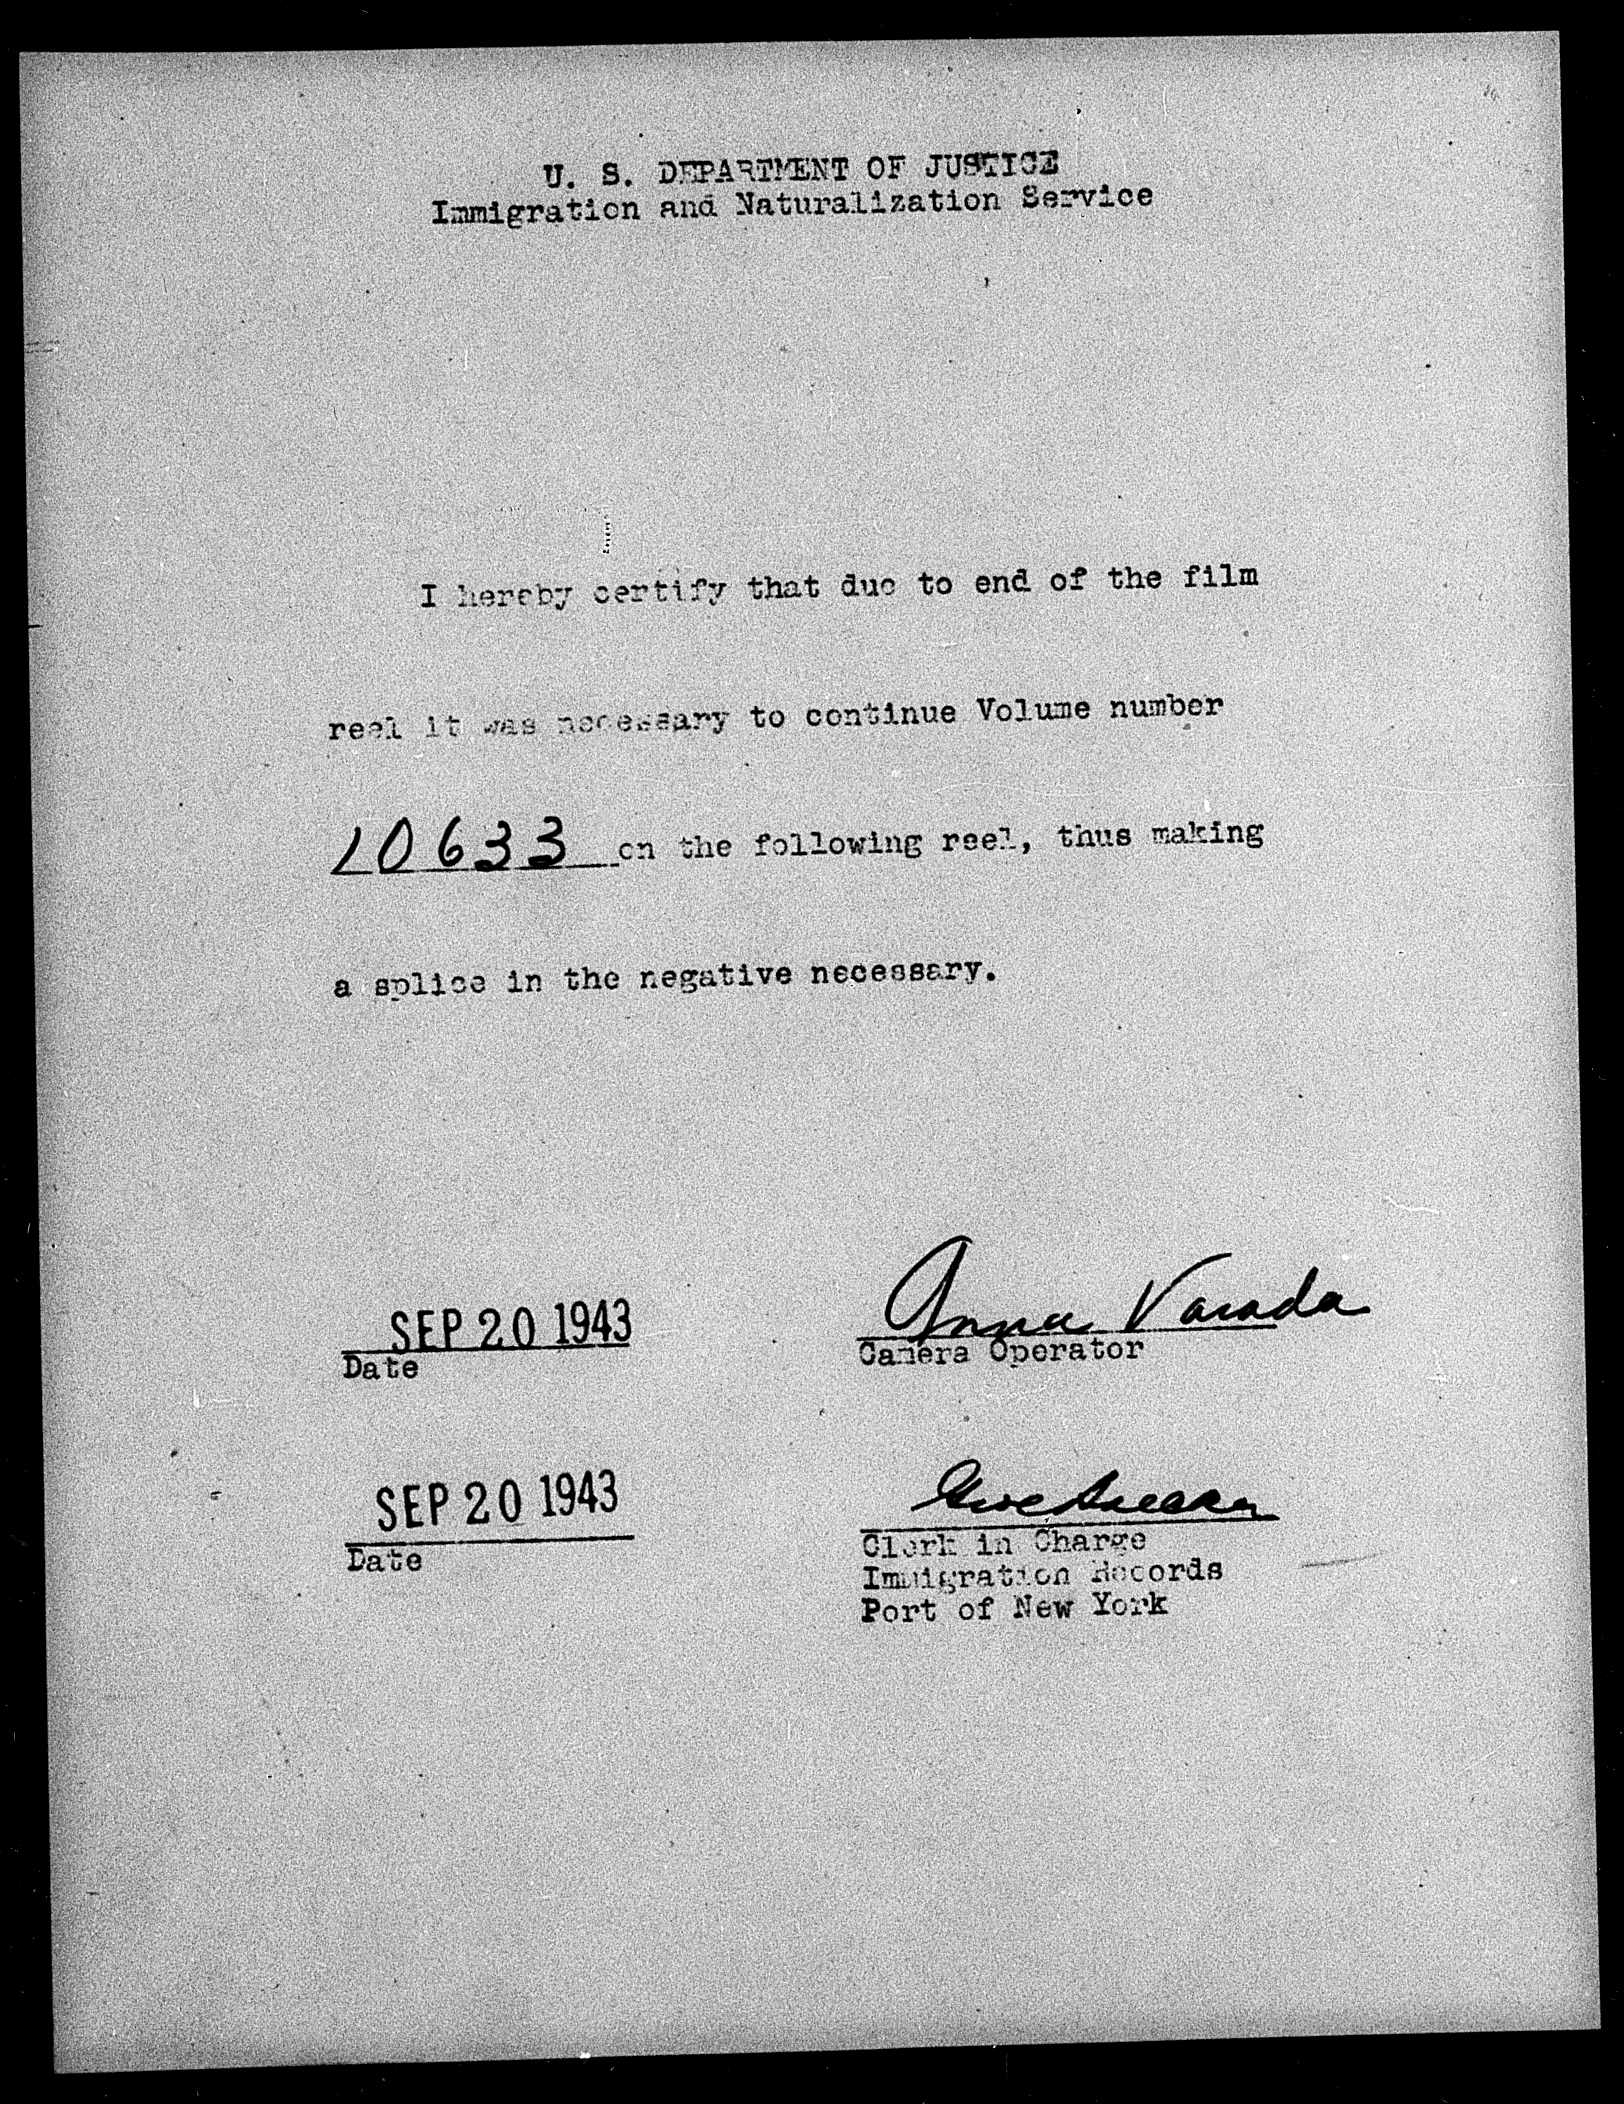 U. S. DEPARTMENT OF JUSTICE
Immigration and Naturalization Service
I hereby certify that due to end of the film
reel it was necessary to continue Volume number
10633 on the following reel, thus making
a splice in the negative necessary.
SEP 20 1943
Date
Anna Varada
Camera Operator
SEP 20 1943
Date
Clerk in Charge
Immigration Records
Port of New York